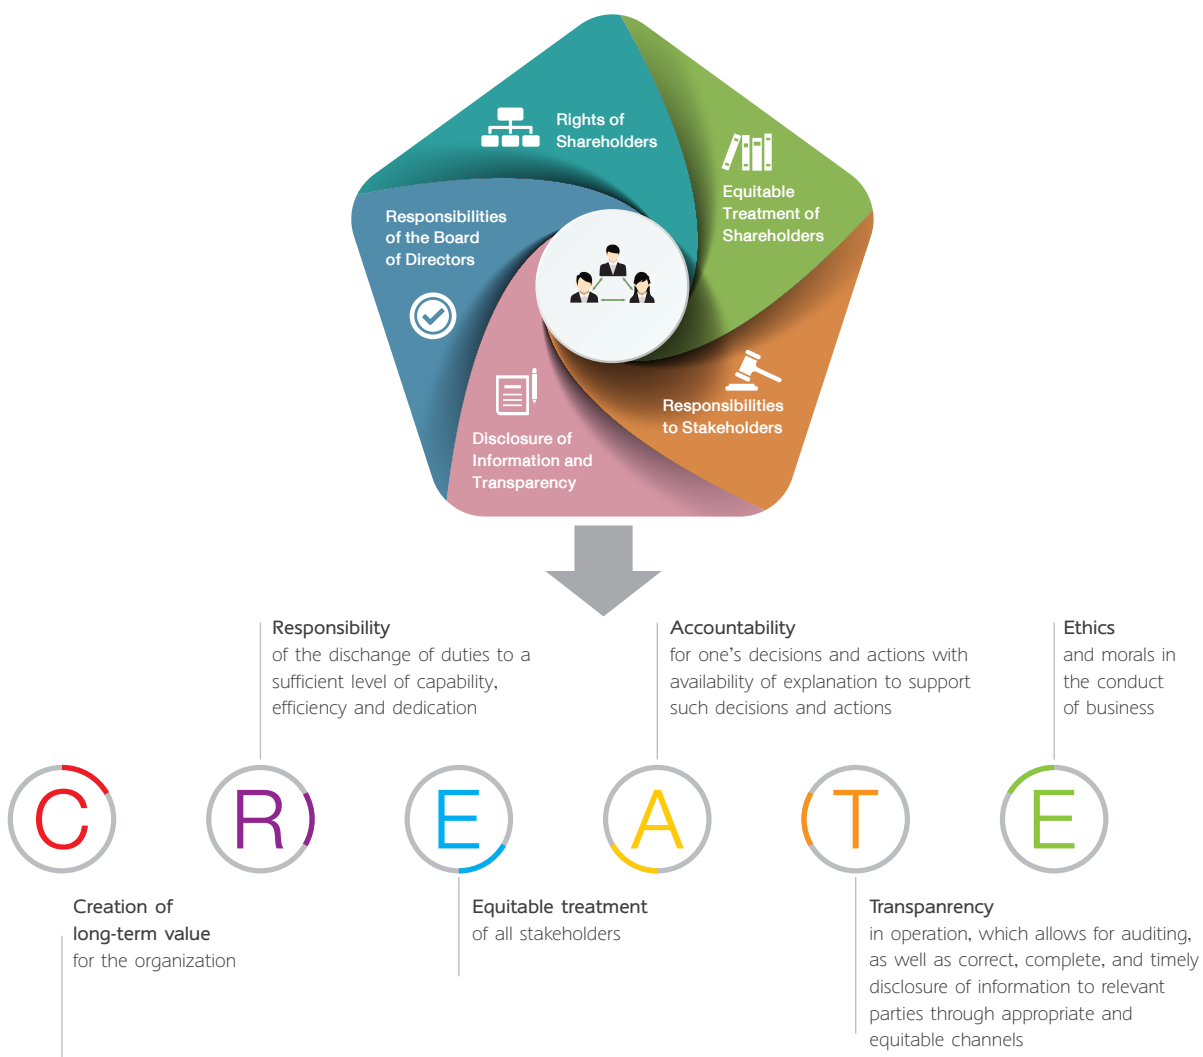 Rights of
Shareholders
Equitable
Treatment of
Shareholders
Responsibilities
of the Board
of Directors
Responsibilities
to Stakeholders
Disclosure of
Information and
Transparency
Responsibility
of the dischange of duties to a
sufficient level of capability,
efficiency and dedication
Accountability
for one’s decisions and actions with
availability of explanation to support
such decisions and actions
Ethics
and morals in
the conduct
of business
C R E A T E
Creation of
long-term value
for the organization
Equitable treatment
of all stakeholders
Transpanrency
in operation, which allows for auditing,
as well as correct, complete, and timely
disclosure of information to relevant
parties through appropriate and
equitable channels